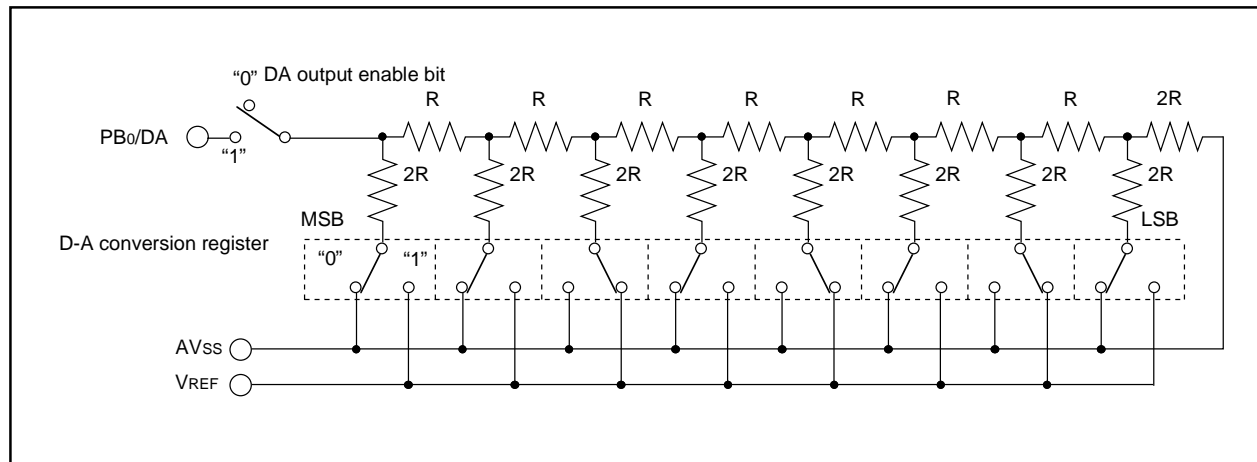 “0” DA output enable bit
R R R R R R R 2R
PB0/DA
“1”
2R 2R 2R 2R 2R 2R 2R 2R
MSB LSB
D-A conversion register
“0” “1”
AVSS
VREF